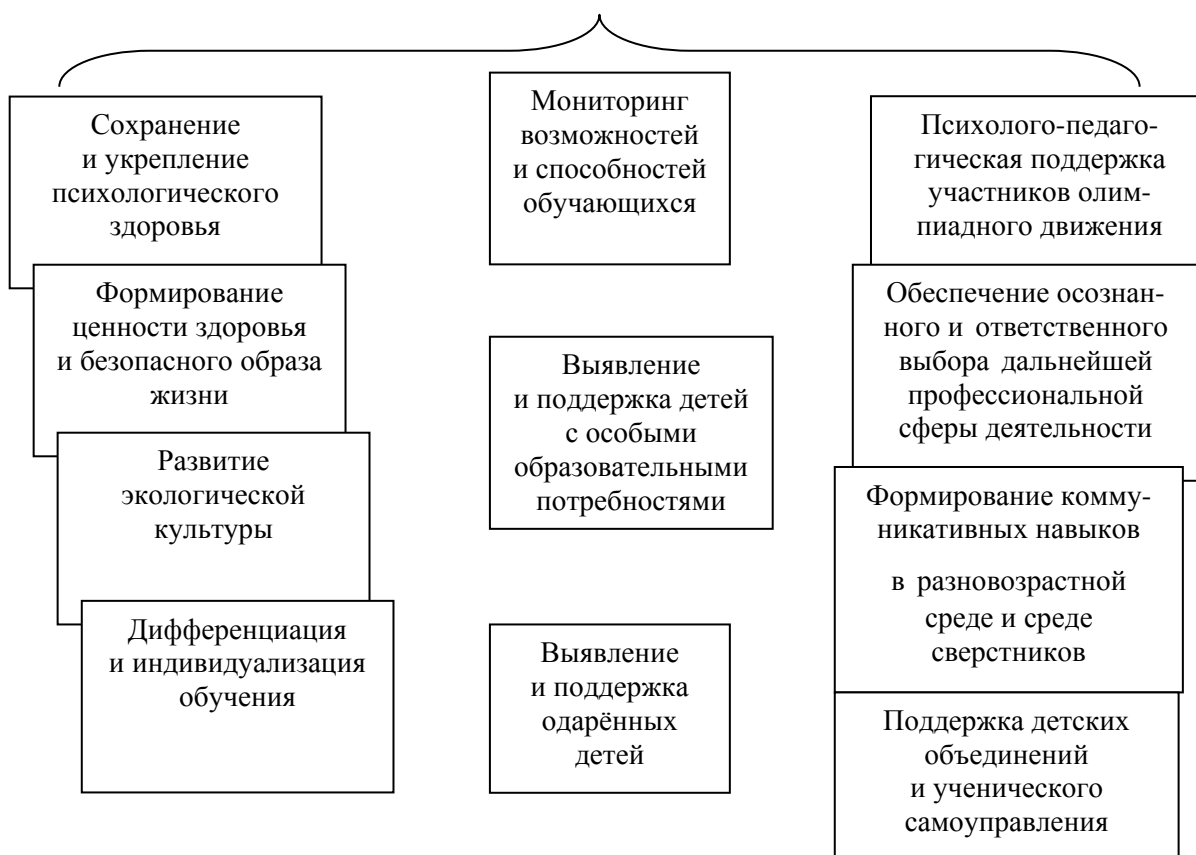 Сохранение
и укрепление
психологического
здоровья
Формирование
ценности здоровья
и безопасного образа
жизни
Развитие
экологической
культуры
Дифференциация
и индивидуализация
обучения
Мониторинг
возможностей
и способностей
обучающихся
Выявление
и поддержка детей
с особыми
образовательными
потребностями
Выявление
и поддержка
одарённых
детей
Психолого-педаго-
гическая поддержка
участников олим-
пиадного движения
Обеспечение осознан-
ного и ответственного
выбора дальнейшей
профессиональной
сферы деятельности
Формирование комму-
никативных навыков
в разновозрастной
среде и среде
сверстников
Поддержка детских
объединений
и ученического
самоуправления